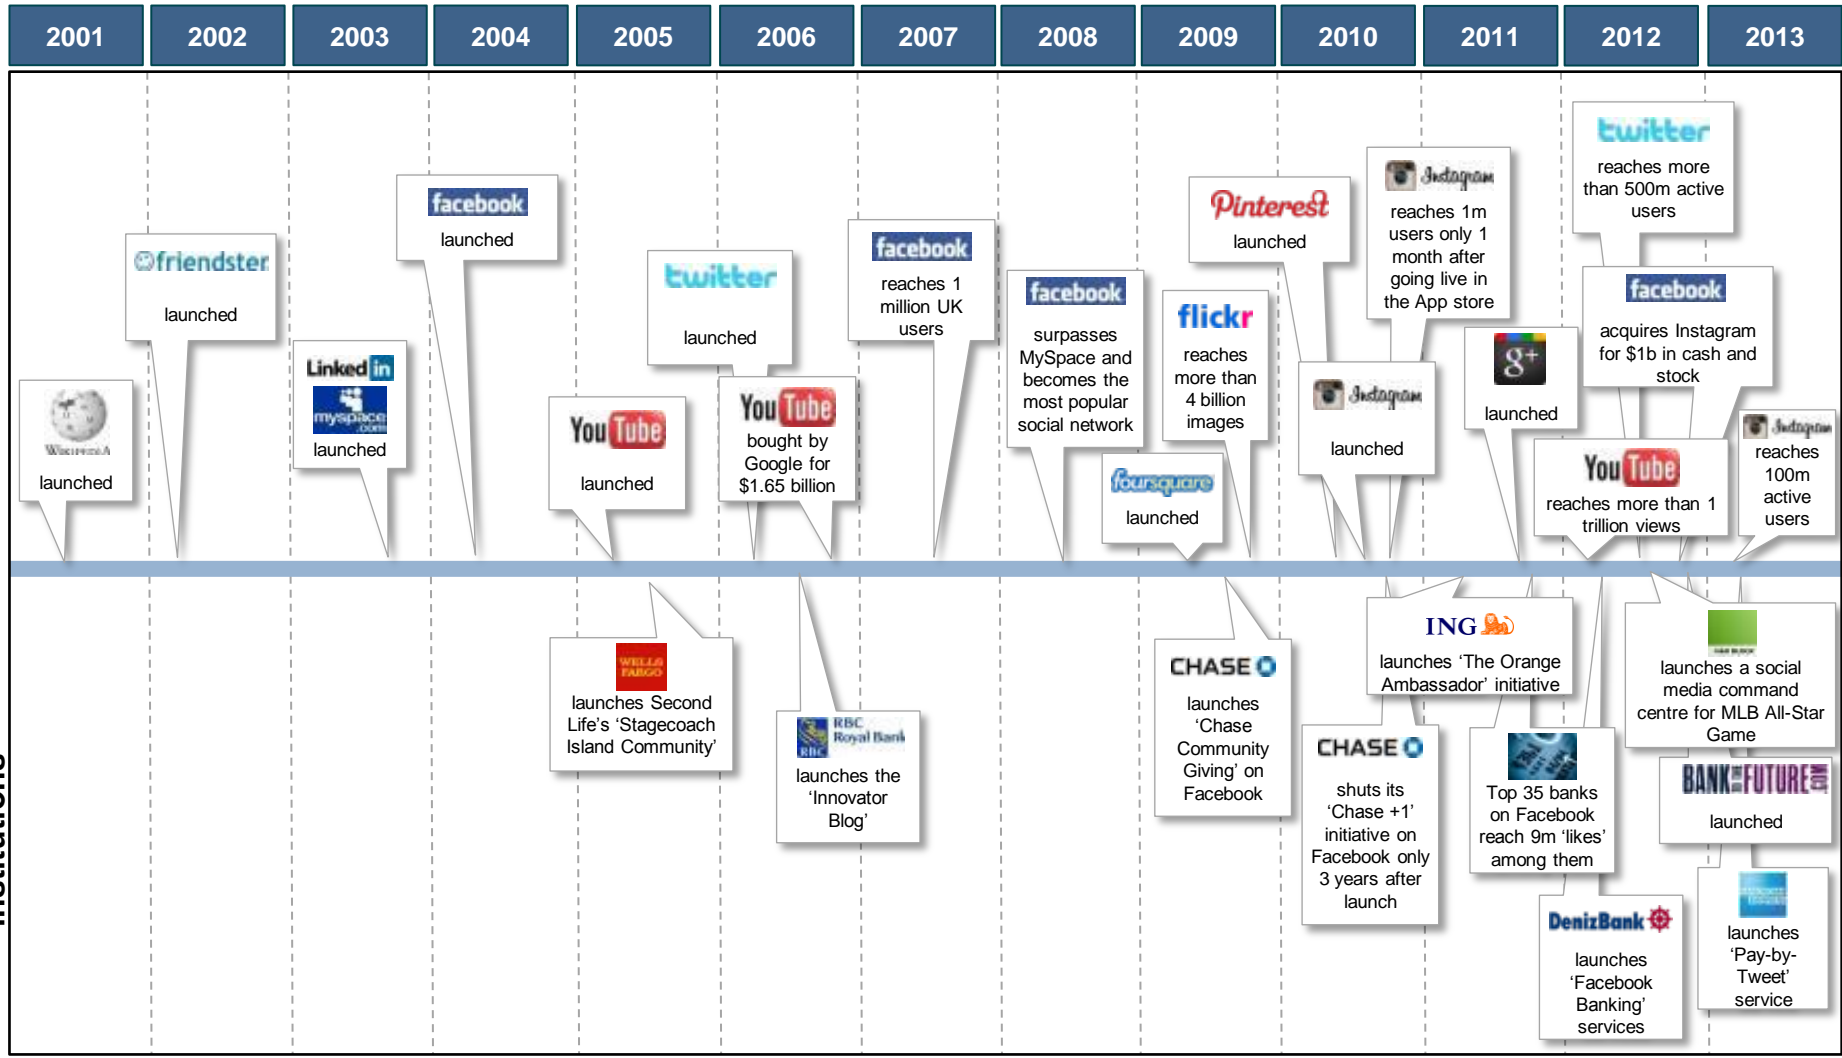 2001
2002
2003
2004
2005
2006
2007
2008
2009
2010
2011
2012
2013
WIKIPEDIA
launched
friendster
launched
Linked in
myspace
.com
launched
facebook
launched
YouTube
launched
twitter
launched
YouTube
bought by
Google for
$1.65 billion
facebook
reaches 1
million UK
users
facebook
surpasses
MySpace and
becomes the
most popular
social network
foursquare
launched
flickr
reaches
more than
4 billion
images
Pinterest
launched
Instagram
launched
Instagram
reaches 1m
users only 1
month after
going live in
the App store
g+
launched
YouTube
reaches more than 1
trillion views
twitter
reaches more
than 500m active
users
facebook
acquires Instagram
for $1b in cash and
stock
Instagram
reaches
100m
active
users
WELLS
FARGO
launches Second
Life's 'Stagecoach
Island Community'
RBC
RBC
Royal Bank
launches the
'Innovator
Blog'
CHASE
launches
'Chase
Community
Giving' on
Facebook
CHASE
shuts its
'Chase +1'
initiative on
Facebook only
3 years after
launch
ING
launches 'The Orange
Ambassador' initiative
Top 35 banks
on Facebook
reach 9m 'likes'
among them
DenizBank
launches
'Facebook
Banking'
services
H&R BLOCK
launches a social
media command
centre for MLB All-Star
Game
BANK OF THE FUTURE .COM
launched
launches
'Pay-by-
Tweet'
service